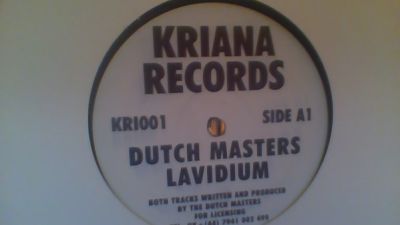 KRIANA
RECORDS
KRI001
SIDE A1
DUTCH MASTERS
LAVIDIUM
BOTH TRACKS WRITTEN AND PRODUCED
BY THE DUTCH MASTERS
FOR LICENSING